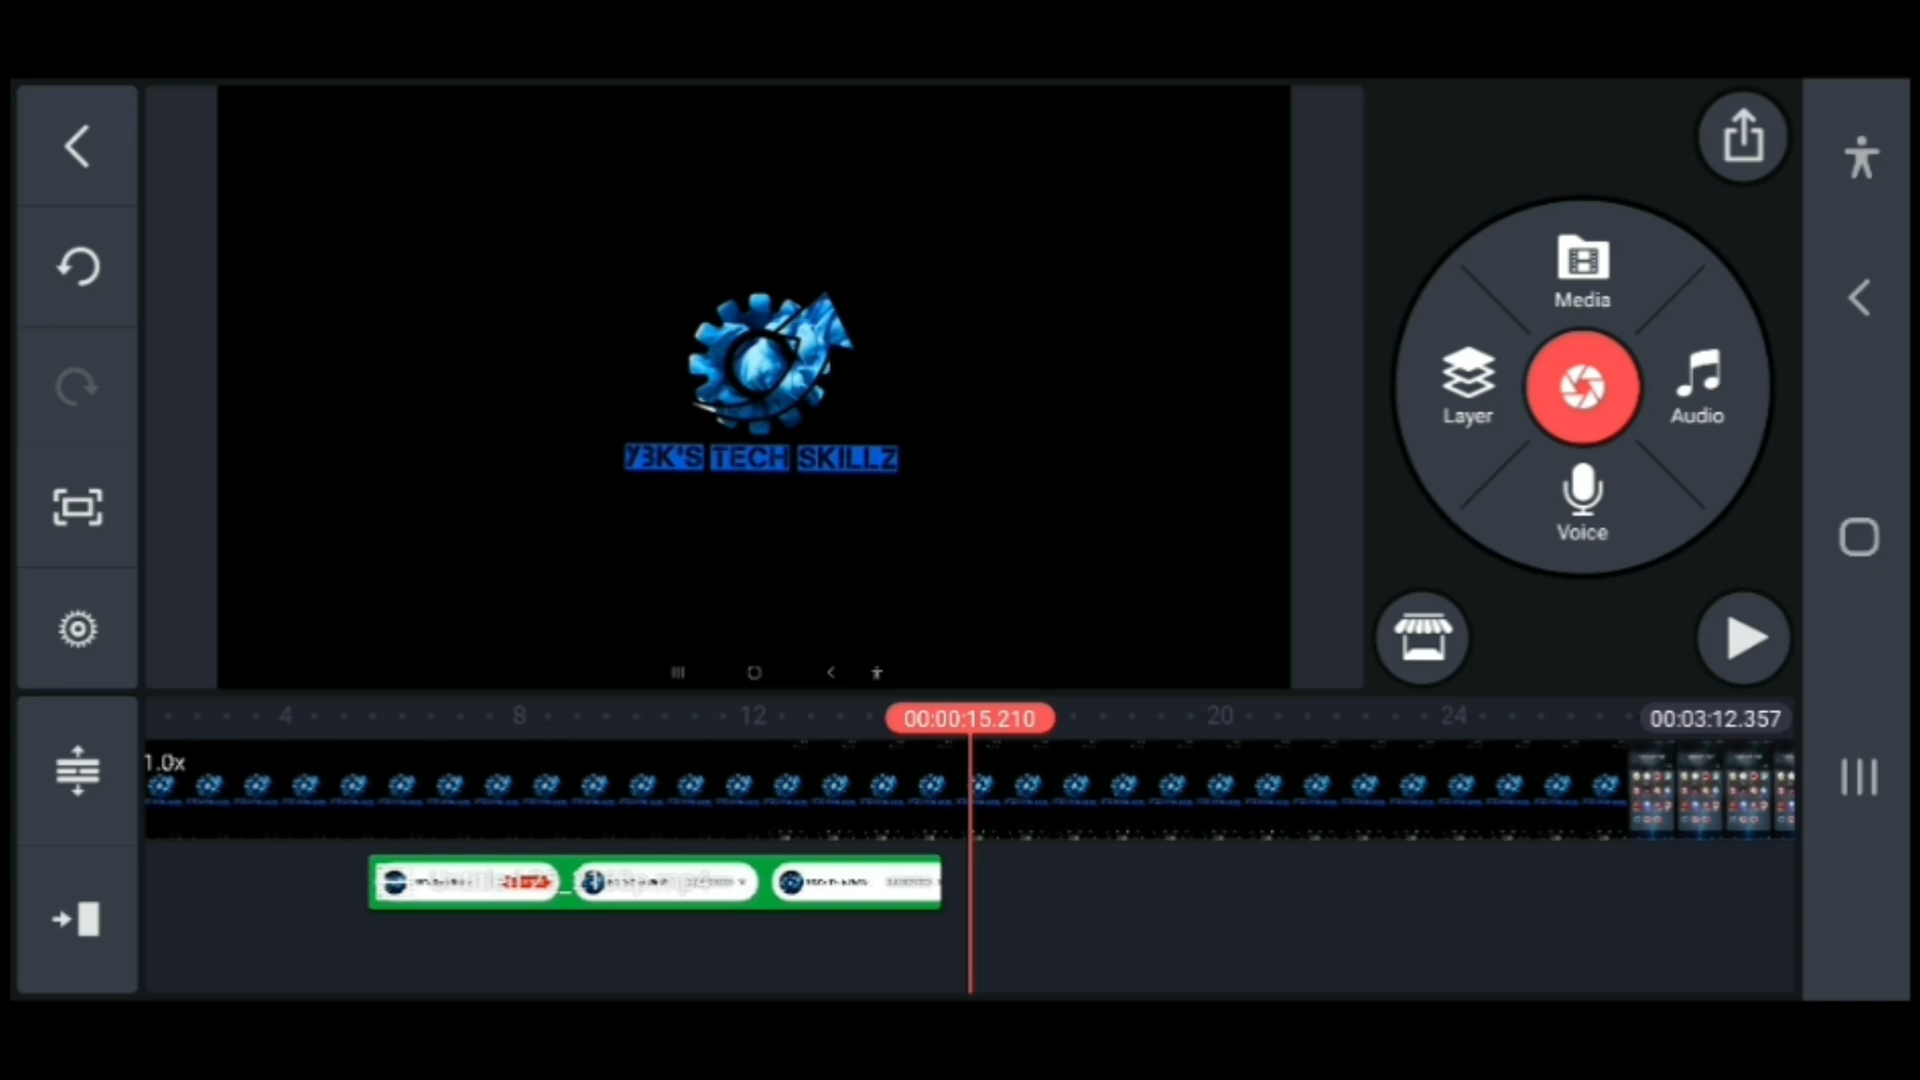 Media
Layer
Audio
Voice
Y3K'S TECH SKILLZ
4
8
12
00:00:15.210
20
24
00:03:12.357
1.0x